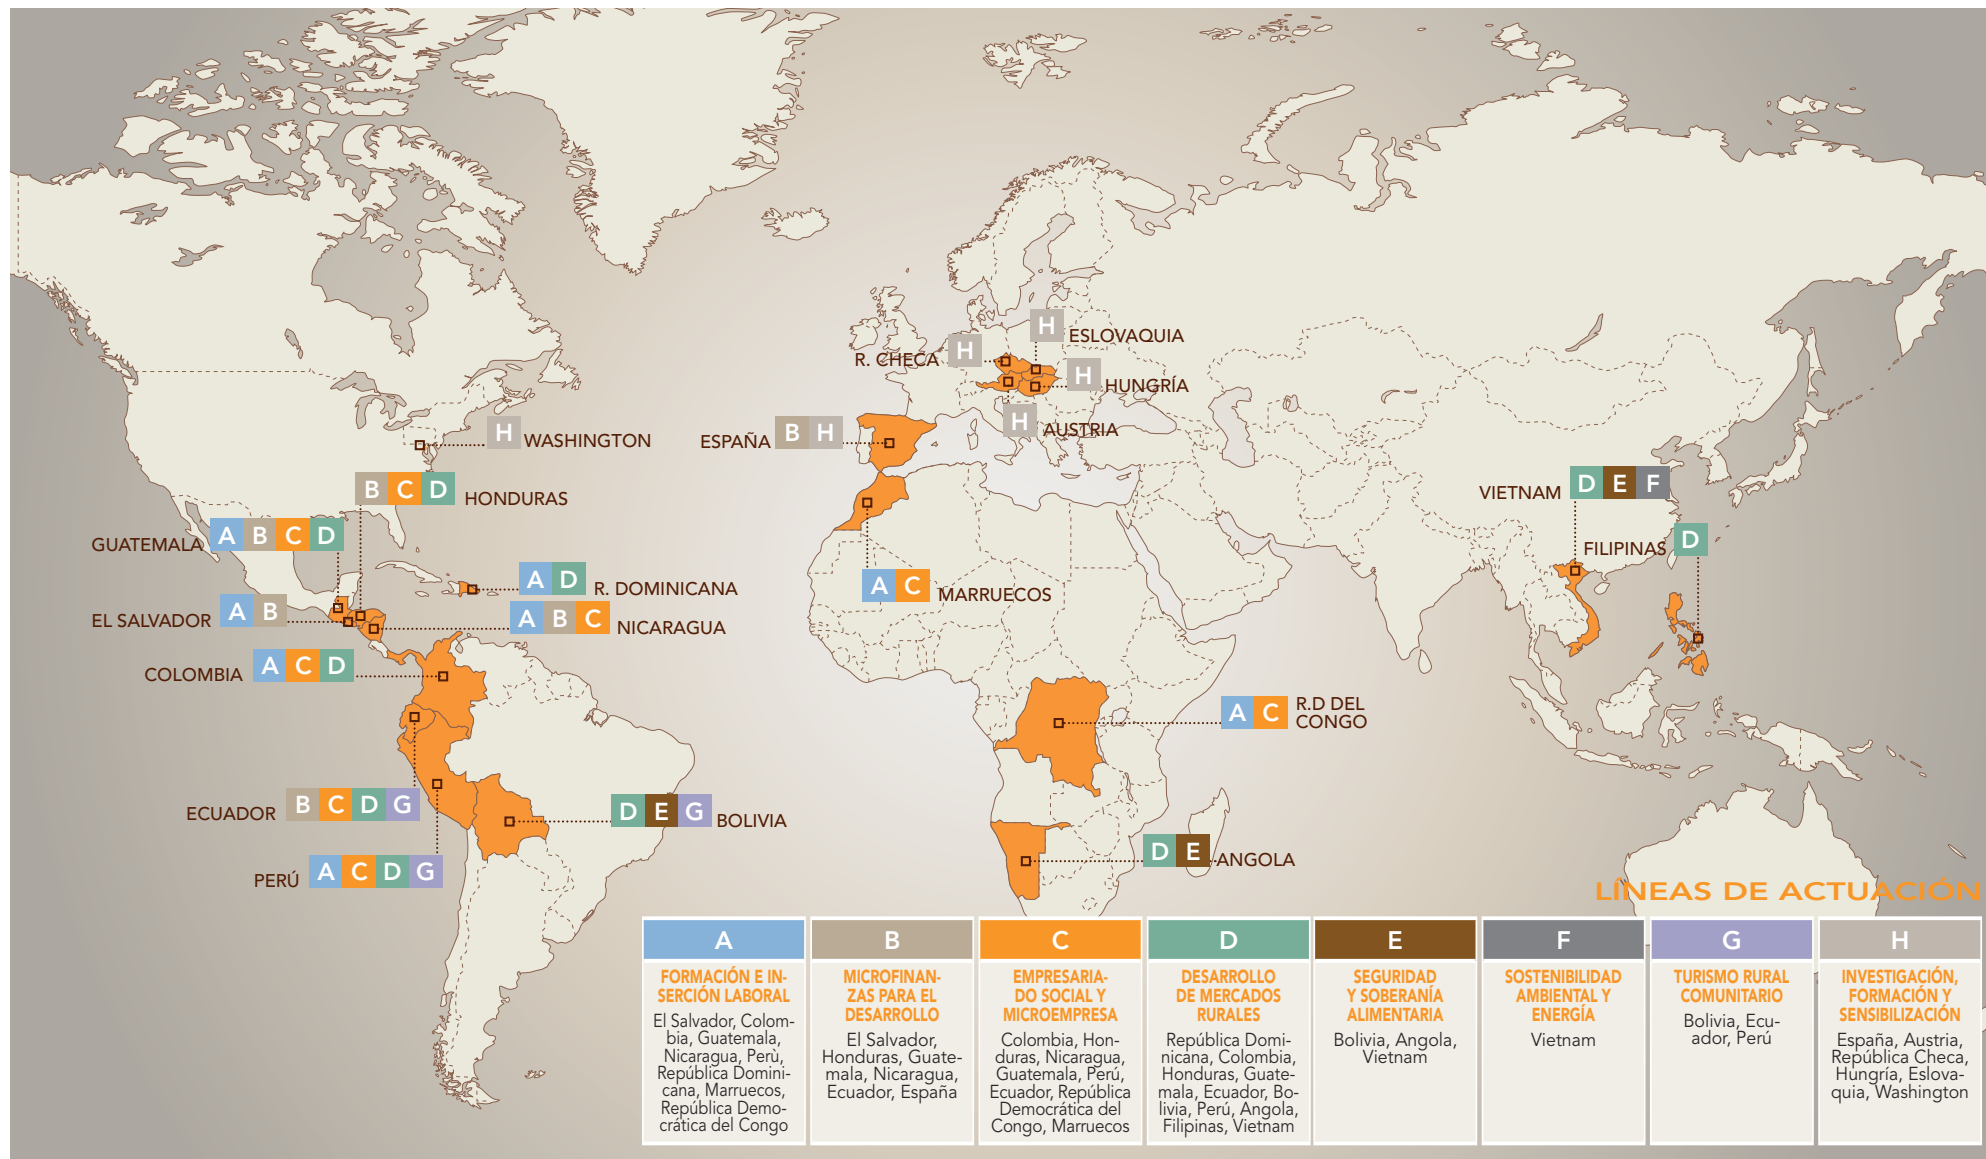 H
ESLOVAQUIA
R. CHECA
H
H
HUNGRÍA
H
AUSTRIA
H
WASHINGTON
ESPAÑA
B H
B C D
HONDURAS
VIETNAM
D E F
GUATEMALA
A B C D
FILIPINAS
D
A D
R. DOMINICANA
A C
MARRUECOS
EL SALVADOR
A B
A B C
NICARAGUA
COLOMBIA
A C D
A C
R.D DEL
CONGO
ECUADOR
B C D G
D E G
BOLIVIA
D E
ANGOLA
PERÚ
A C D G
LÍNEAS DE ACTUACIÓN
A
FORMACIÓN E IN-
SERCIÓN LABORAL
El Salvador, Colom-
bia, Guatemala,
Nicaragua, Perù,
República Domini-
cana, Marruecos,
República Demo-
crática del Congo
B
MICROFINAN-
ZAS PARA EL
DESARROLLO
El Salvador,
Honduras, Guate-
mala, Nicaragua,
Ecuador, España
C
EMPRESARIA-
DO SOCIAL Y
MICROEMPRESA
Colombia, Hon-
duras, Nicaragua,
Guatemala, Perú,
Ecuador, República
Democrática del
Congo, Marruecos
D
DESARROLLO
DE MERCADOS
RURALES
República Domi-
nicana, Colombia,
Honduras, Guate-
mala, Ecuador, Bo-
livia, Perú, Angola,
Filipinas, Vietnam
E
SEGURIDAD
Y SOBERANÍA
ALIMENTARIA
Bolivia, Angola,
Vietnam
F
SOSTENIBILIDAD
AMBIENTAL Y
ENERGÍA
Vietnam
G
TURISMO RURAL
COMUNITARIO
Bolivia, Ecu-
ador, Perú
H
INVESTIGACIÓN,
FORMACIÓN Y
SENSIBILIZACIÓN
España, Austria,
República Checa,
Hungría, Eslova-
quia, Washington